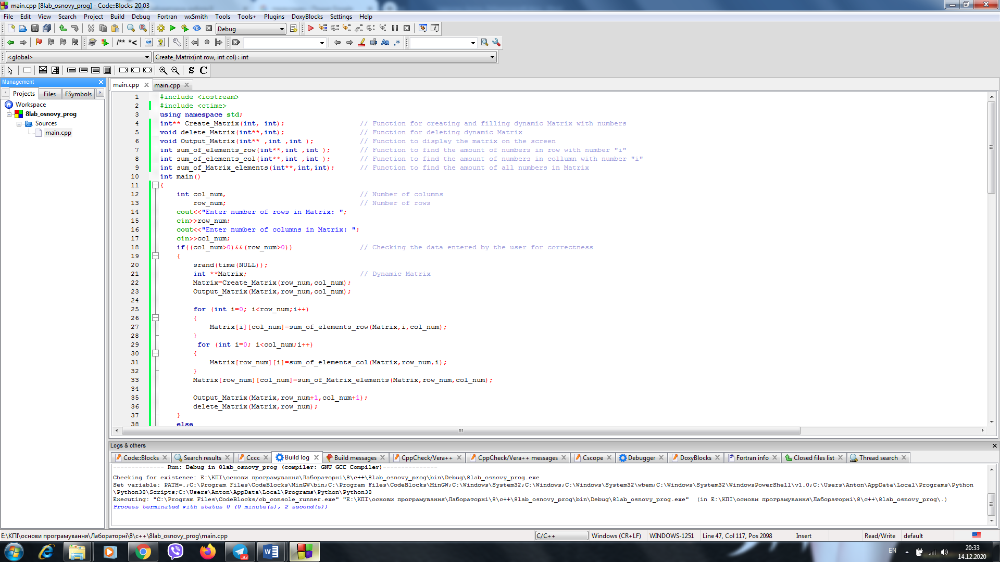 main.cpp [8lab_osnovy_prog] - Code::Blocks 20.03
File Edit View Search Project Build Debug Fortran wxSmith Tools Tools+ Plugins DoxyBlocks Settings Help
Debug
/** *<
Aa .*
<global> Create_Matrix(int row, int col) : int
S C
Management
Projects Files FSymbols
Workspace
8lab_osnovy_prog
Sources
main.cpp
main.cpp main.cpp
1 #include <iostream>
2 #include <ctime>
3 using namespace std;
4 int** Create_Matrix(int, int); // Function for creating and filling dynamic Matrix with numbers
5 void delete_Matrix(int**,int); // Function for deleting dynamic Matrix
6 void Output_Matrix(int** ,int ,int ); // Function to display the matrix on the screen
7 int sum_of_elements_row(int**,int ,int ); // Function to find the amount of numbers in row with number "i"
8 int sum_of_elements_col(int**,int ,int ); // Function to find the amount of numbers in collumn with number "i"
9 int sum_of_Matrix_elements(int**,int,int); // Function to find the amount of all numbers in Matrix
10 int main()
11 {
12 int col_num, // Number of columns
13 row_num; // Number of rows
14 cout<<"Enter number of rows in Matrix: ";
15 cin>>row_num;
16 cout<<"Enter number of columns in Matrix: ";
17 cin>>col_num;
18 if((col_num>0)&&(row_num>0)) // Checking the data entered by the user for correctness
19 {
20 srand(time(NULL));
21 int **Matrix; // Dynamic Matrix
22 Matrix=Create_Matrix(row_num,col_num);
23 Output_Matrix(Matrix,row_num,col_num);
24
25 for (int i=0; i<row_num;i++)
26 {
27 Matrix[i][col_num]=sum_of_elements_row(Matrix,i,col_num);
28 }
29 for (int i=0; i<col_num;i++)
30 {
31 Matrix[row_num][i]=sum_of_elements_col(Matrix,row_num,i);
32 }
33 Matrix[row_num][col_num]=sum_of_Matrix_elements(Matrix,row_num,col_num);
34
35 Output_Matrix(Matrix,row_num+1,col_num+1);
36 delete_Matrix(Matrix,row_num);
37 }
38 else
Logs & others
Code::Blocks Search results Cccc Build log Build messages CppCheck/Vera++ CppCheck/Vera++ messages Cscope Debugger DoxyBlocks Fortran info Closed files list Thread search
-------------- Run: Debug in 8lab_osnovy_prog (compiler: GNU GCC Compiler)---------------
Checking for existence: E:\КПІ\основи програмування\Лабораторні\8\c++\8lab_osnovy_prog\bin\Debug\8lab_osnovy_prog.exe
Set variable: PATH=.;C:\Program Files\CodeBlocks\MinGW\bin;C:\Program Files\CodeBlocks\MinGW;C:\Windows\System32;C:\Windows;C:\Windows\System32\wbem;C:\Windows\System32\WindowsPowerShell\v1.0;C:\Users\Anton\AppData\Local\Programs\Python
\Python38\Scripts;C:\Users\Anton\AppData\Local\Programs\Python\Python38
Executing: "C:\Program Files\CodeBlocks/cb_console_runner.exe" "E:\КПІ\основи програмування\Лабораторні\8\c++\8lab_osnovy_prog\bin\Debug\8lab_osnovy_prog.exe" (in E:\КПІ\основи програмування\Лабораторні\8\c++\8lab_osnovy_prog\.)
Process terminated with status 0 (0 minute(s), 2 second(s))
E:\КПІ\основи програмування\Лабораторні\8\c++\8lab_osnovy_prog\main.cpp C/C++ Windows (CR+LF) WINDOWS-1251 Line 47, Col 117, Pos 2098 Insert Read/Write default
93
EN
20:33
14.12.2020